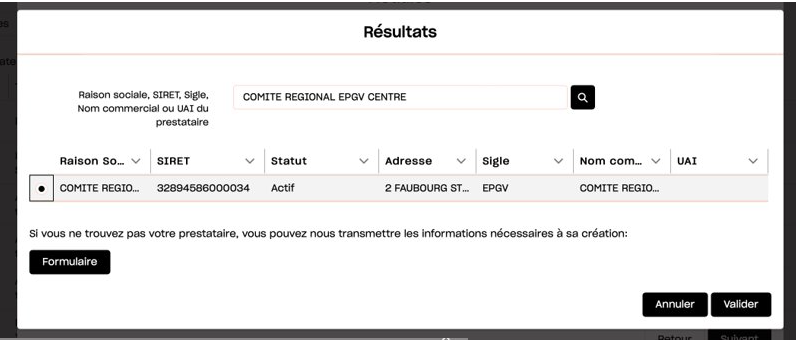 Résultats
Raison sociale, SIRET, Sigle,
Nom commercial ou UAI du
prestataire
COMITE REGIONAL EPGV CENTRE
Raison So... SIRET Statut Adresse Sigle Nom com... UAI
COMITE REGIO... 32894586000034 Actif 2 FAUBOURG ST... EPGV COMITE REGIO...
Si vous ne trouvez pas votre prestataire, vous pouvez nous transmettre les informations nécessaires à sa création:
Formulaire
Annuler Valider
Retour Suivant